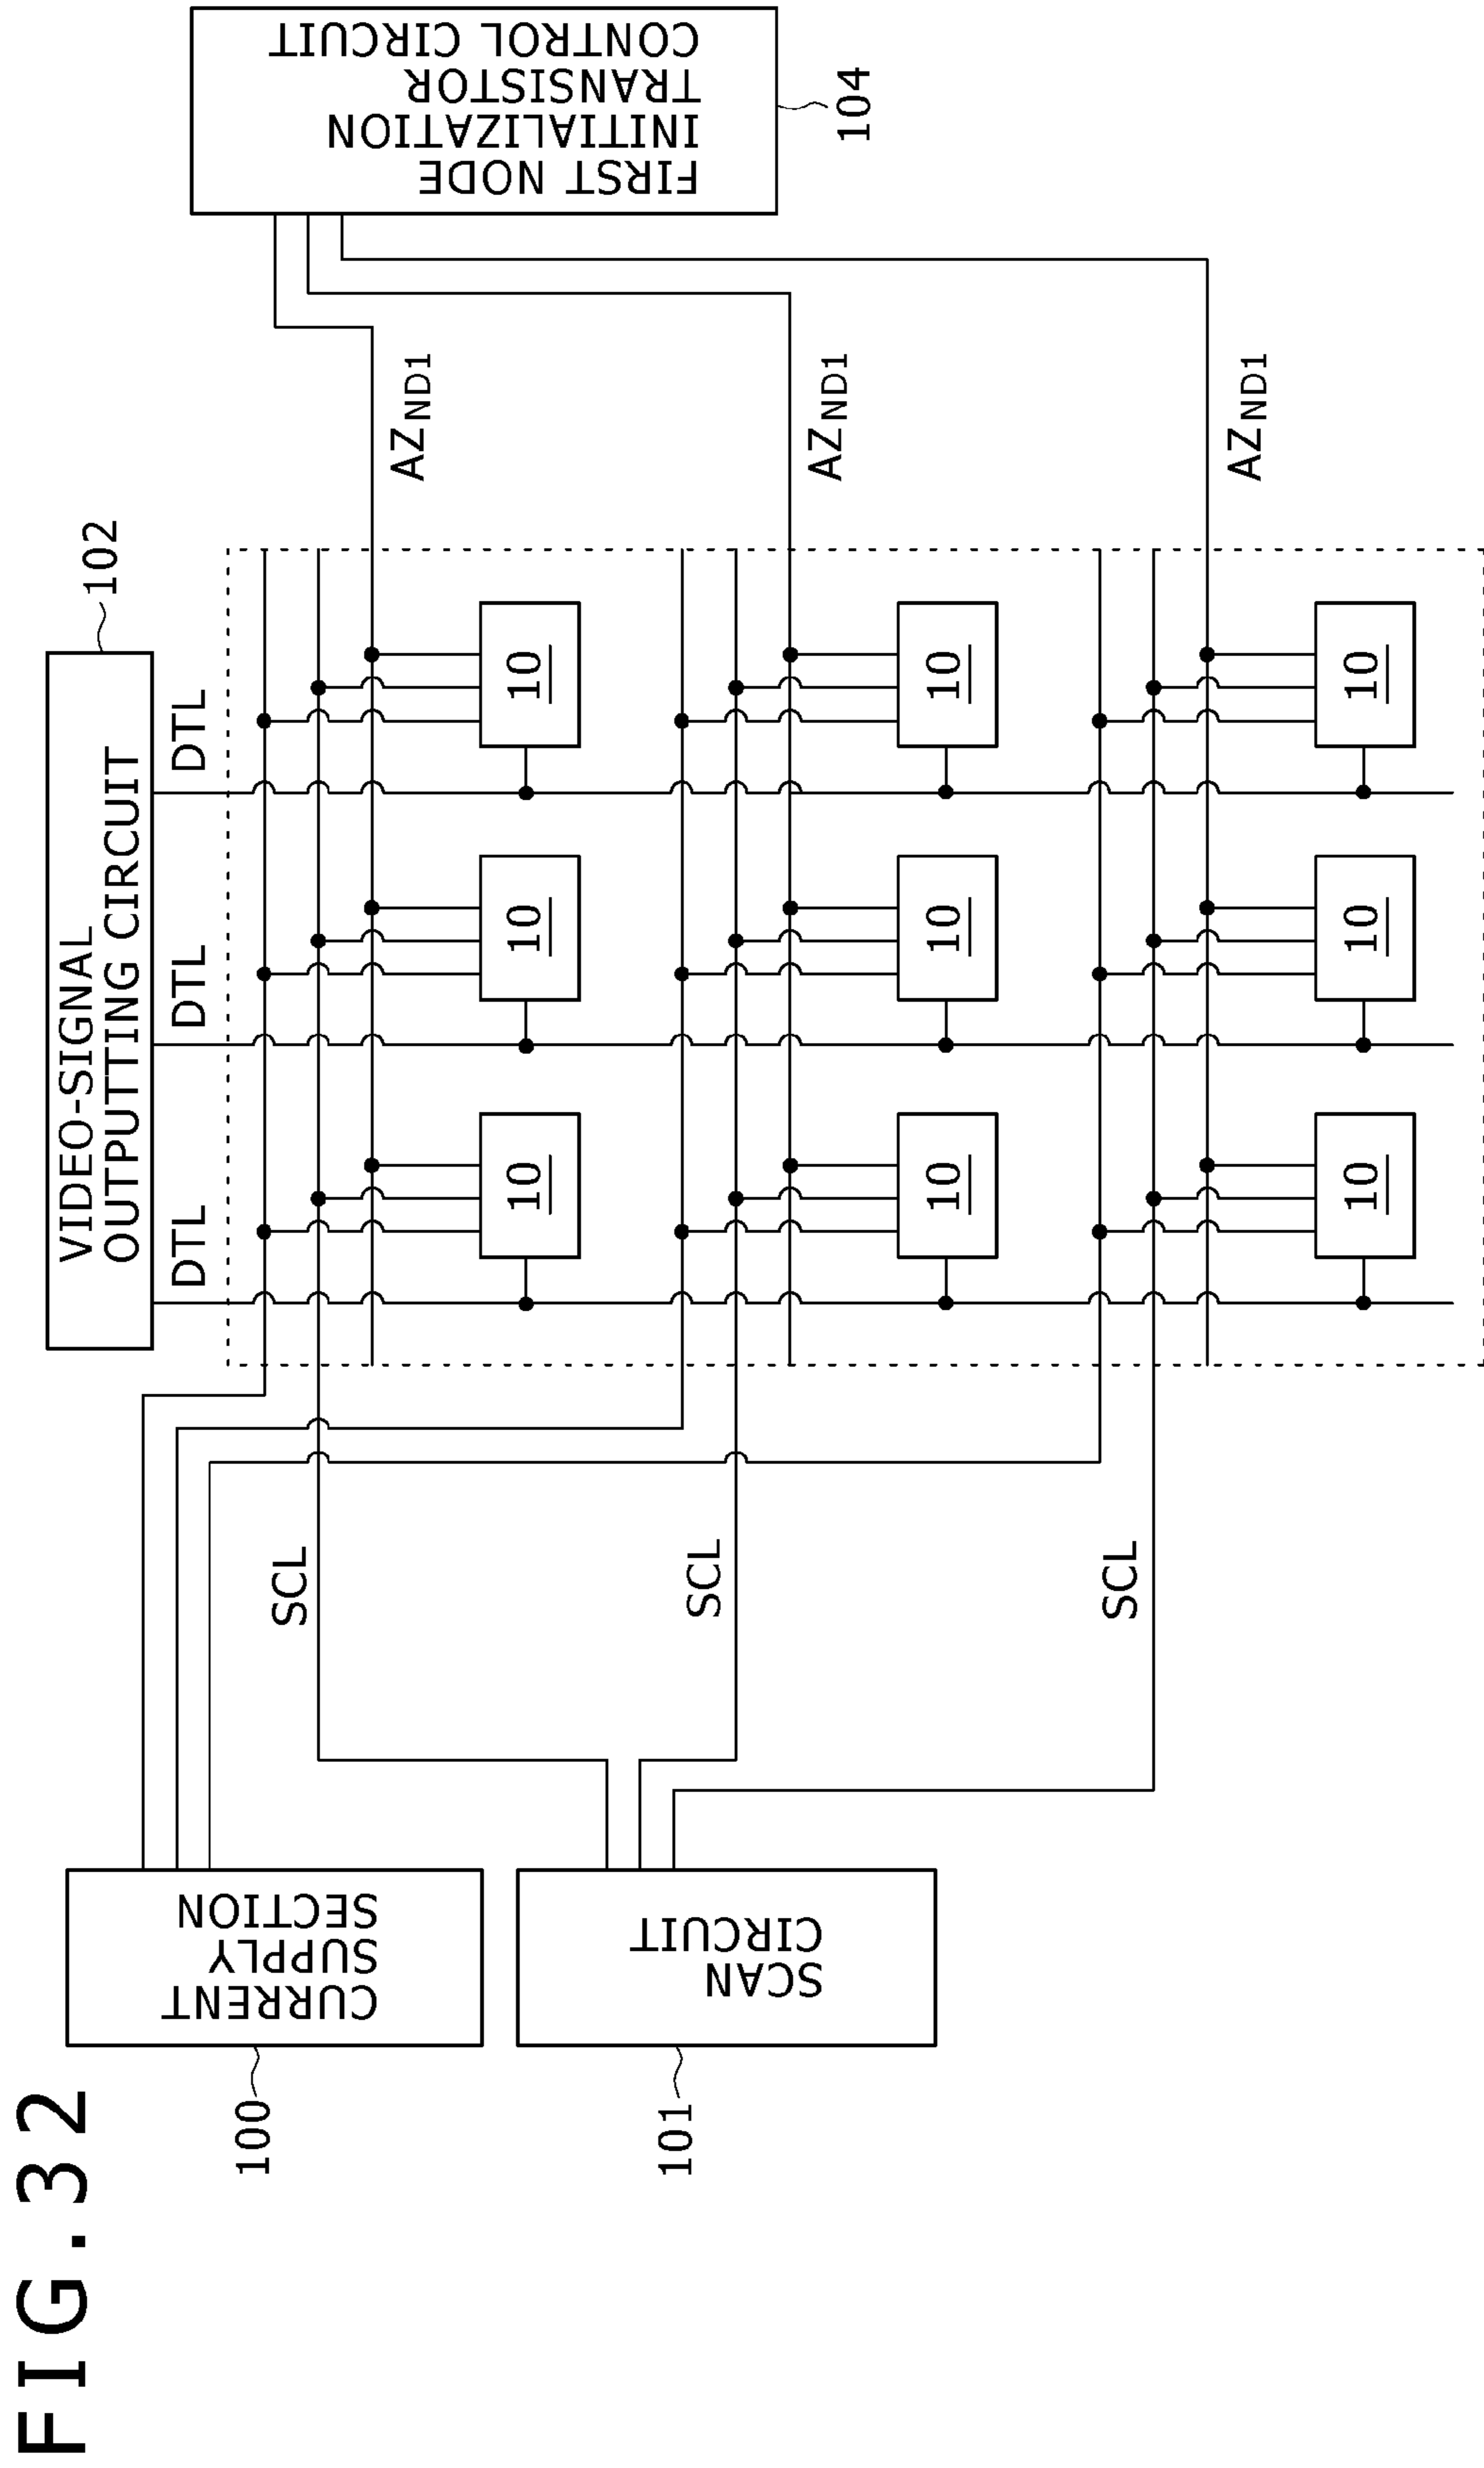 FIG.32
VIDEO-SIGNAL
OUTPUTTING CIRCUIT
102
DTL
DTL
DTL
CURRENT
SUPPLY
SECTION
100
SCAN
CIRCUIT
101
FIRST NODE
INITIALIZATION
TRANSISTOR
CONTROL CIRCUIT
104
SCL
10
10
10
AZND1
SCL
10
10
10
AZND1
SCL
10
10
10
AZND1